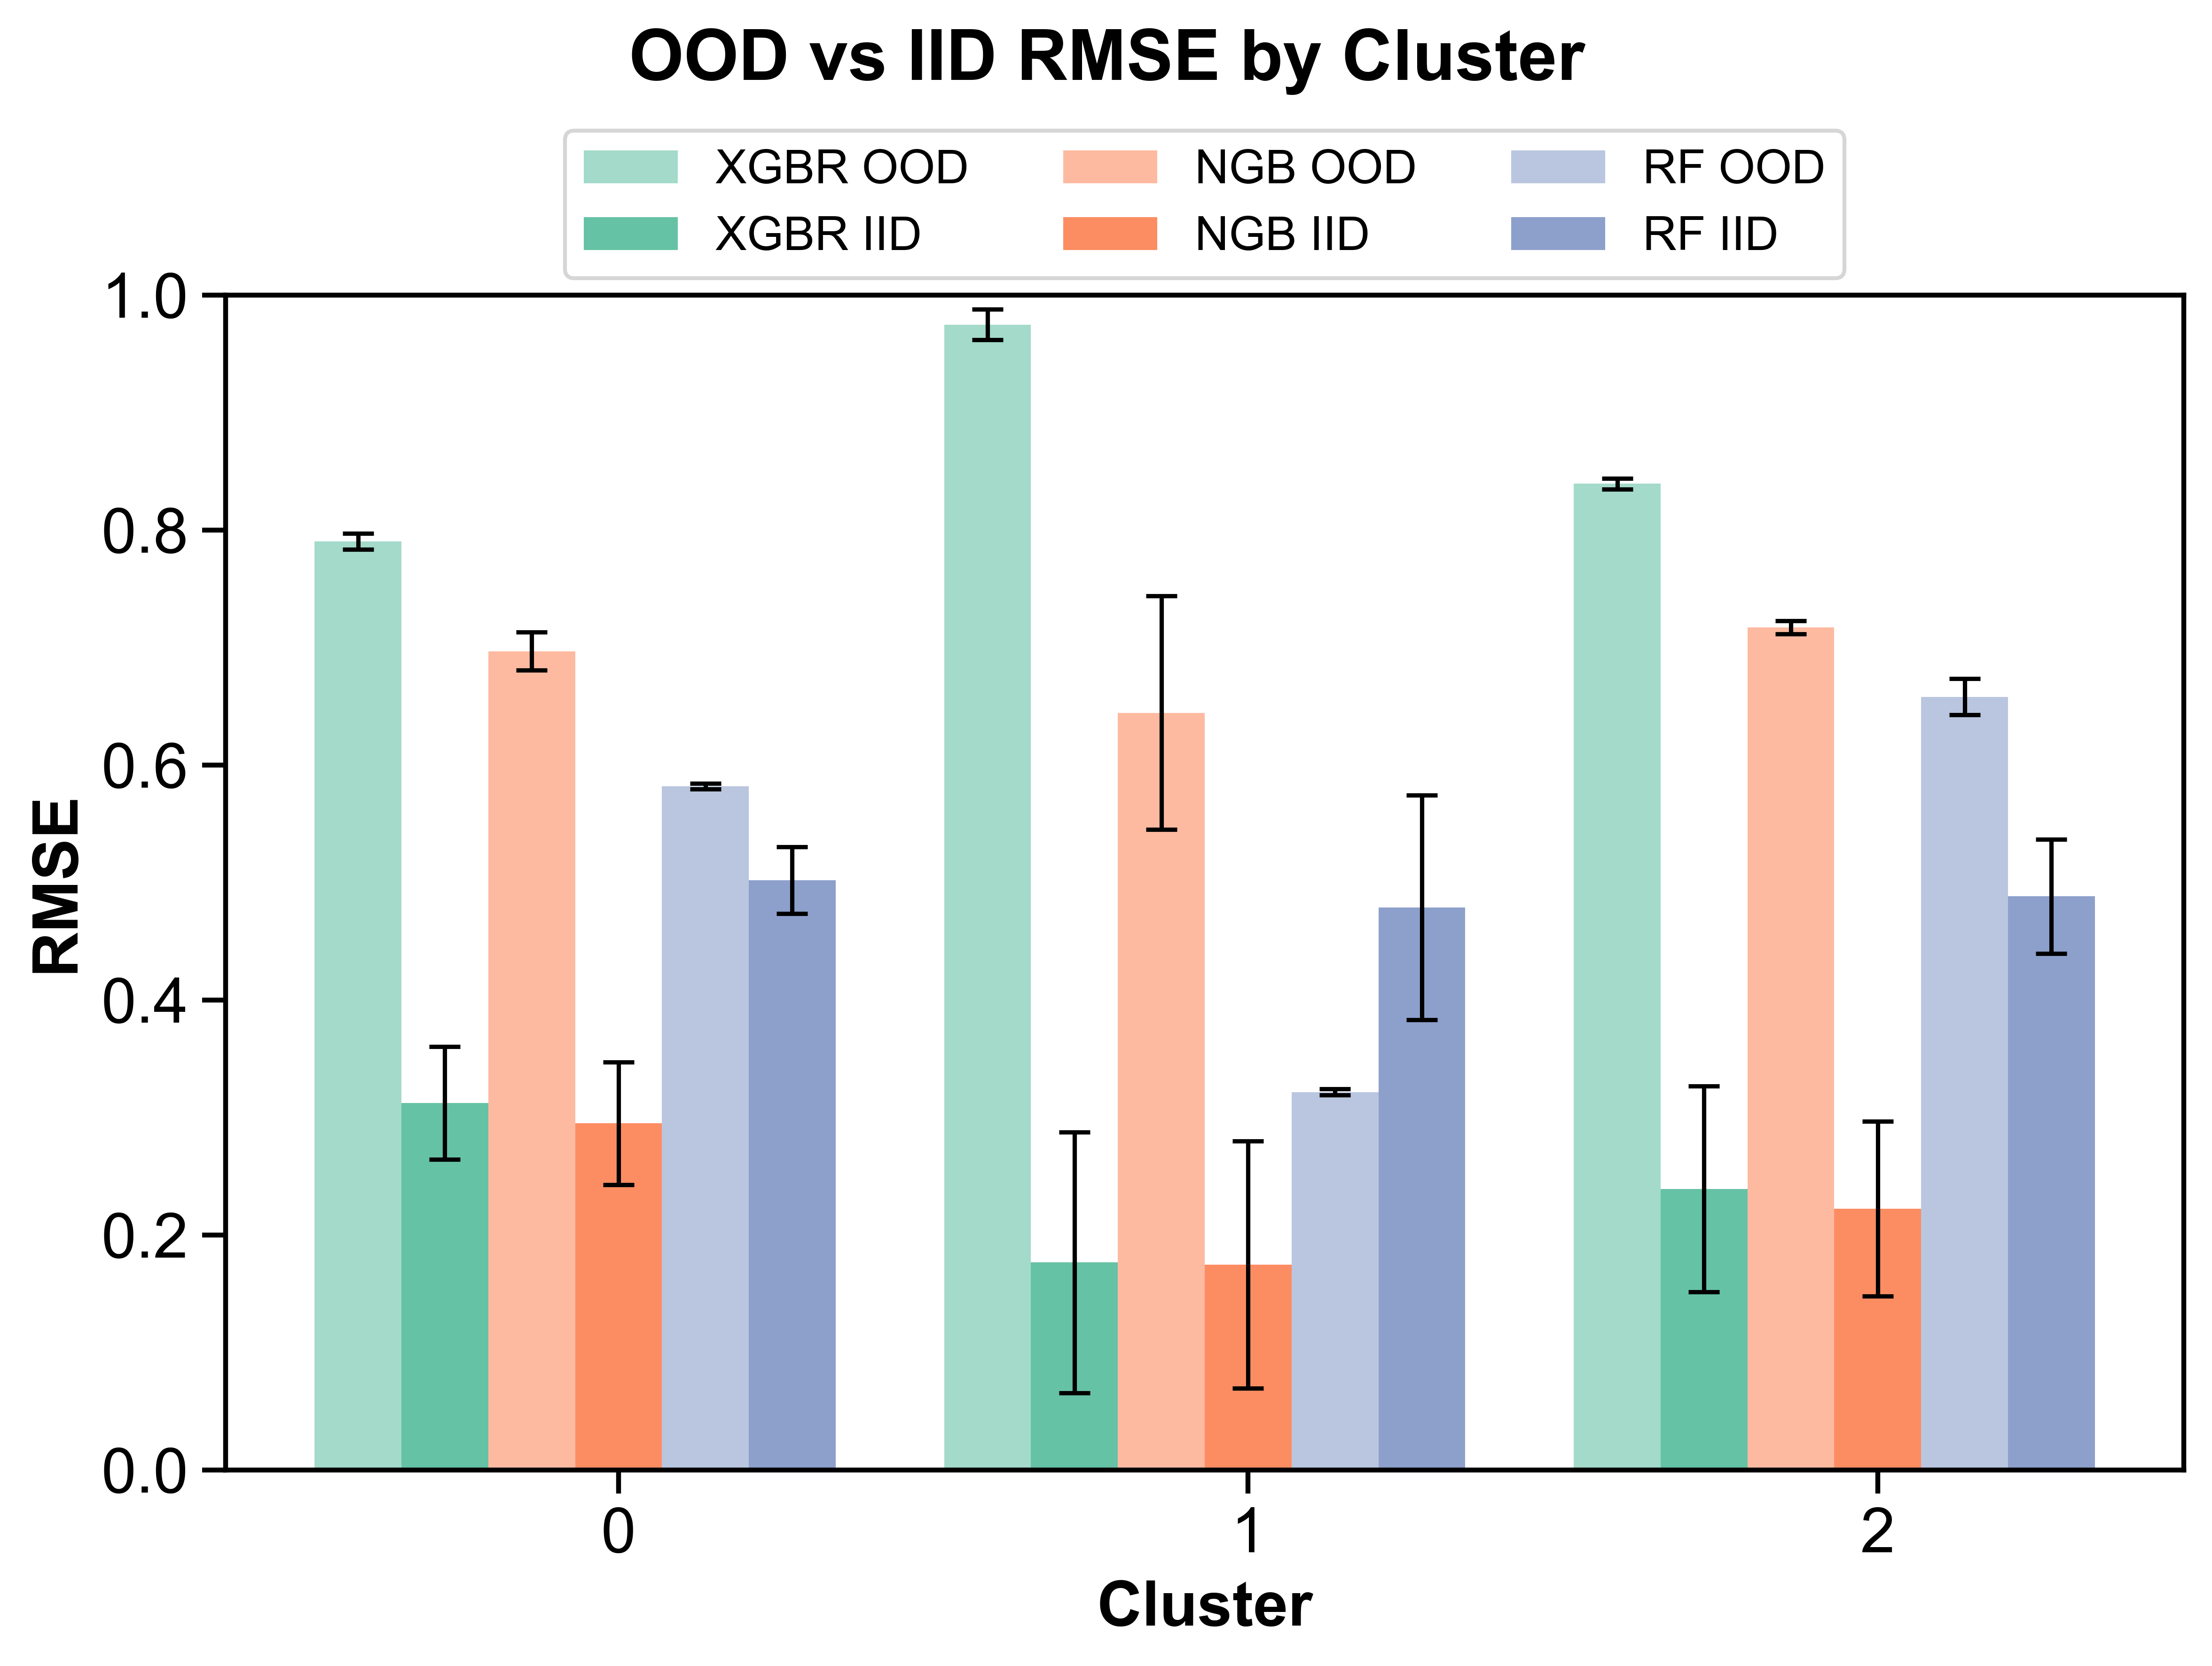 OOD vs IID RMSE by Cluster
XGBR OOD
NGB OOD
RF OOD
XGBR IID
NGB IID
RF IID
1.0
0.8
0.6
0.4
0.2
0.0
RMSE
0
1
2
Cluster